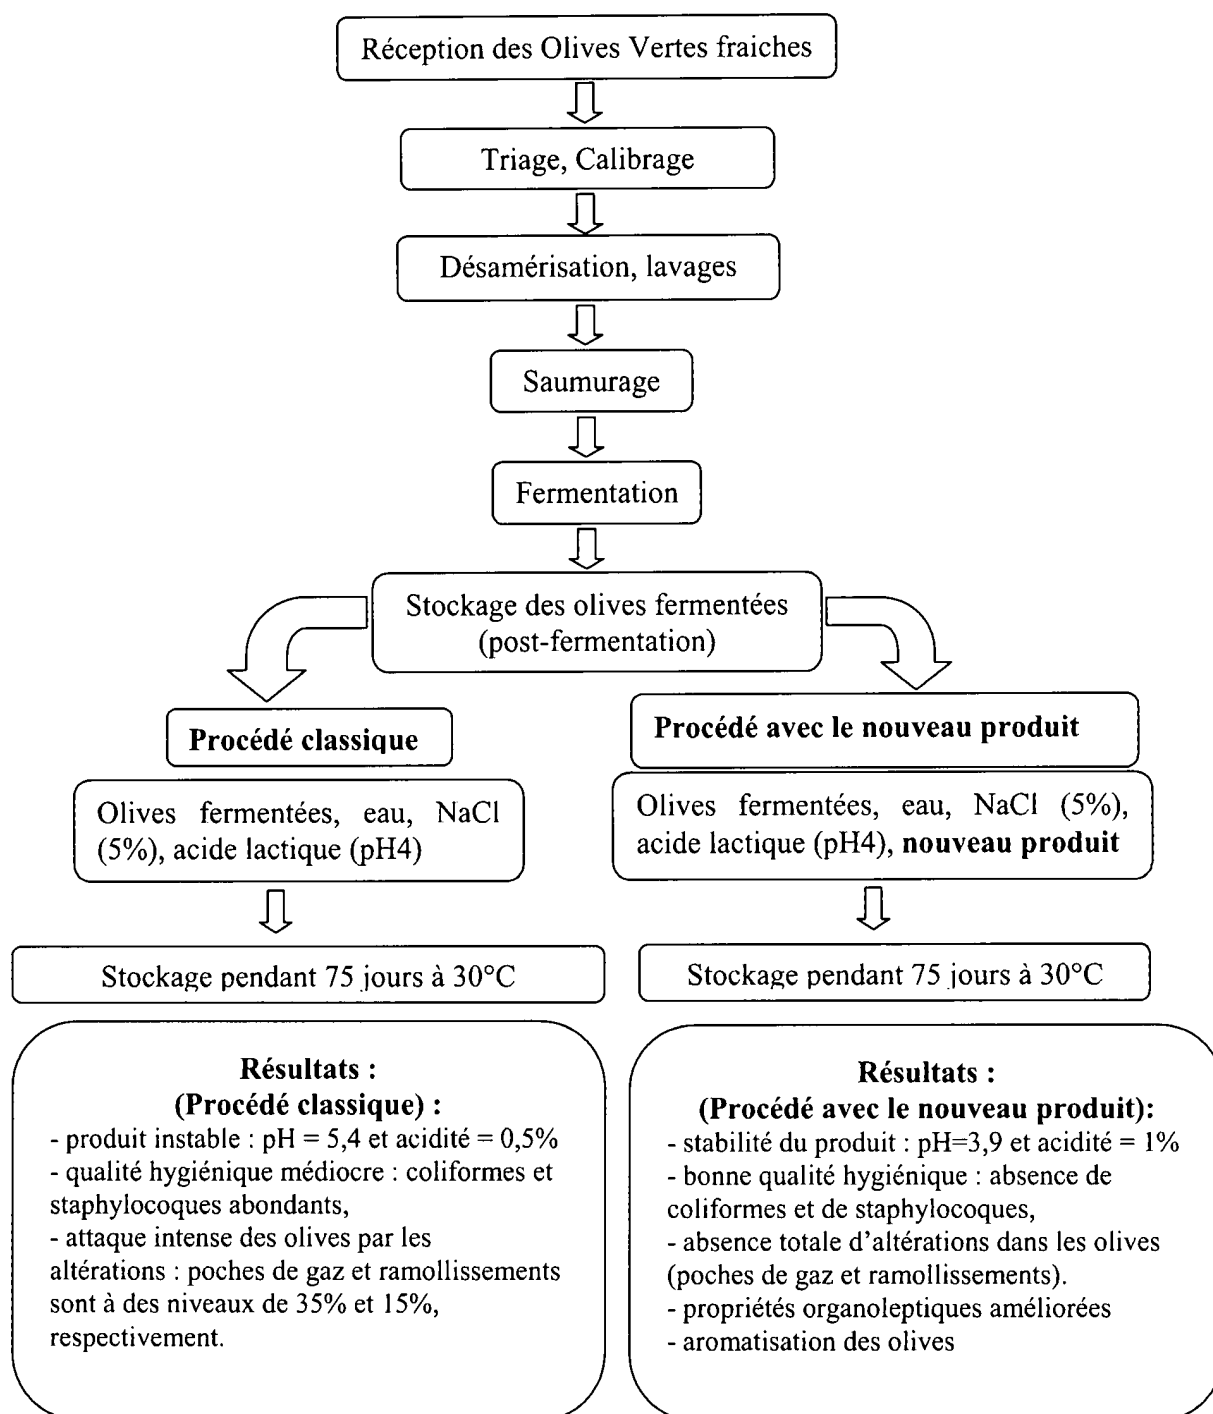 Réception des Olives Vertes fraiches
Triage, Calibrage
Désamérisation, lavages
Saumurage
Fermentation
Stockage des olives fermentées
(post-fermentation)
Procédé classique
Olives fermentées, eau, NaCl
(5%), acide lactique (pH4)
Stockage pendant 75 jours à 30°C
Résultats :
(Procédé classique) :
- produit instable : pH = 5,4 et acidité = 0,5%
- qualité hygiénique médiocre : coliformes et
staphylocoques abondants,
- attaque intense des olives par les
altérations : poches de gaz et ramollissements
sont à des niveaux de 35% et 15%,
respectivement.
Procédé avec le nouveau produit
Olives fermentées, eau, NaCl (5%),
acide lactique (pH4), nouveau produit
Stockage pendant 75 jours à 30°C
Résultats :
(Procédé avec le nouveau produit):
- stabilité du produit : pH=3,9 et acidité = 1%
- bonne qualité hygiénique : absence de
coliformes et de staphylocoques,
- absence totale d'altérations dans les olives
(poches de gaz et ramollissements).
- propriétés organoleptiques améliorées
- aromatisation des olives